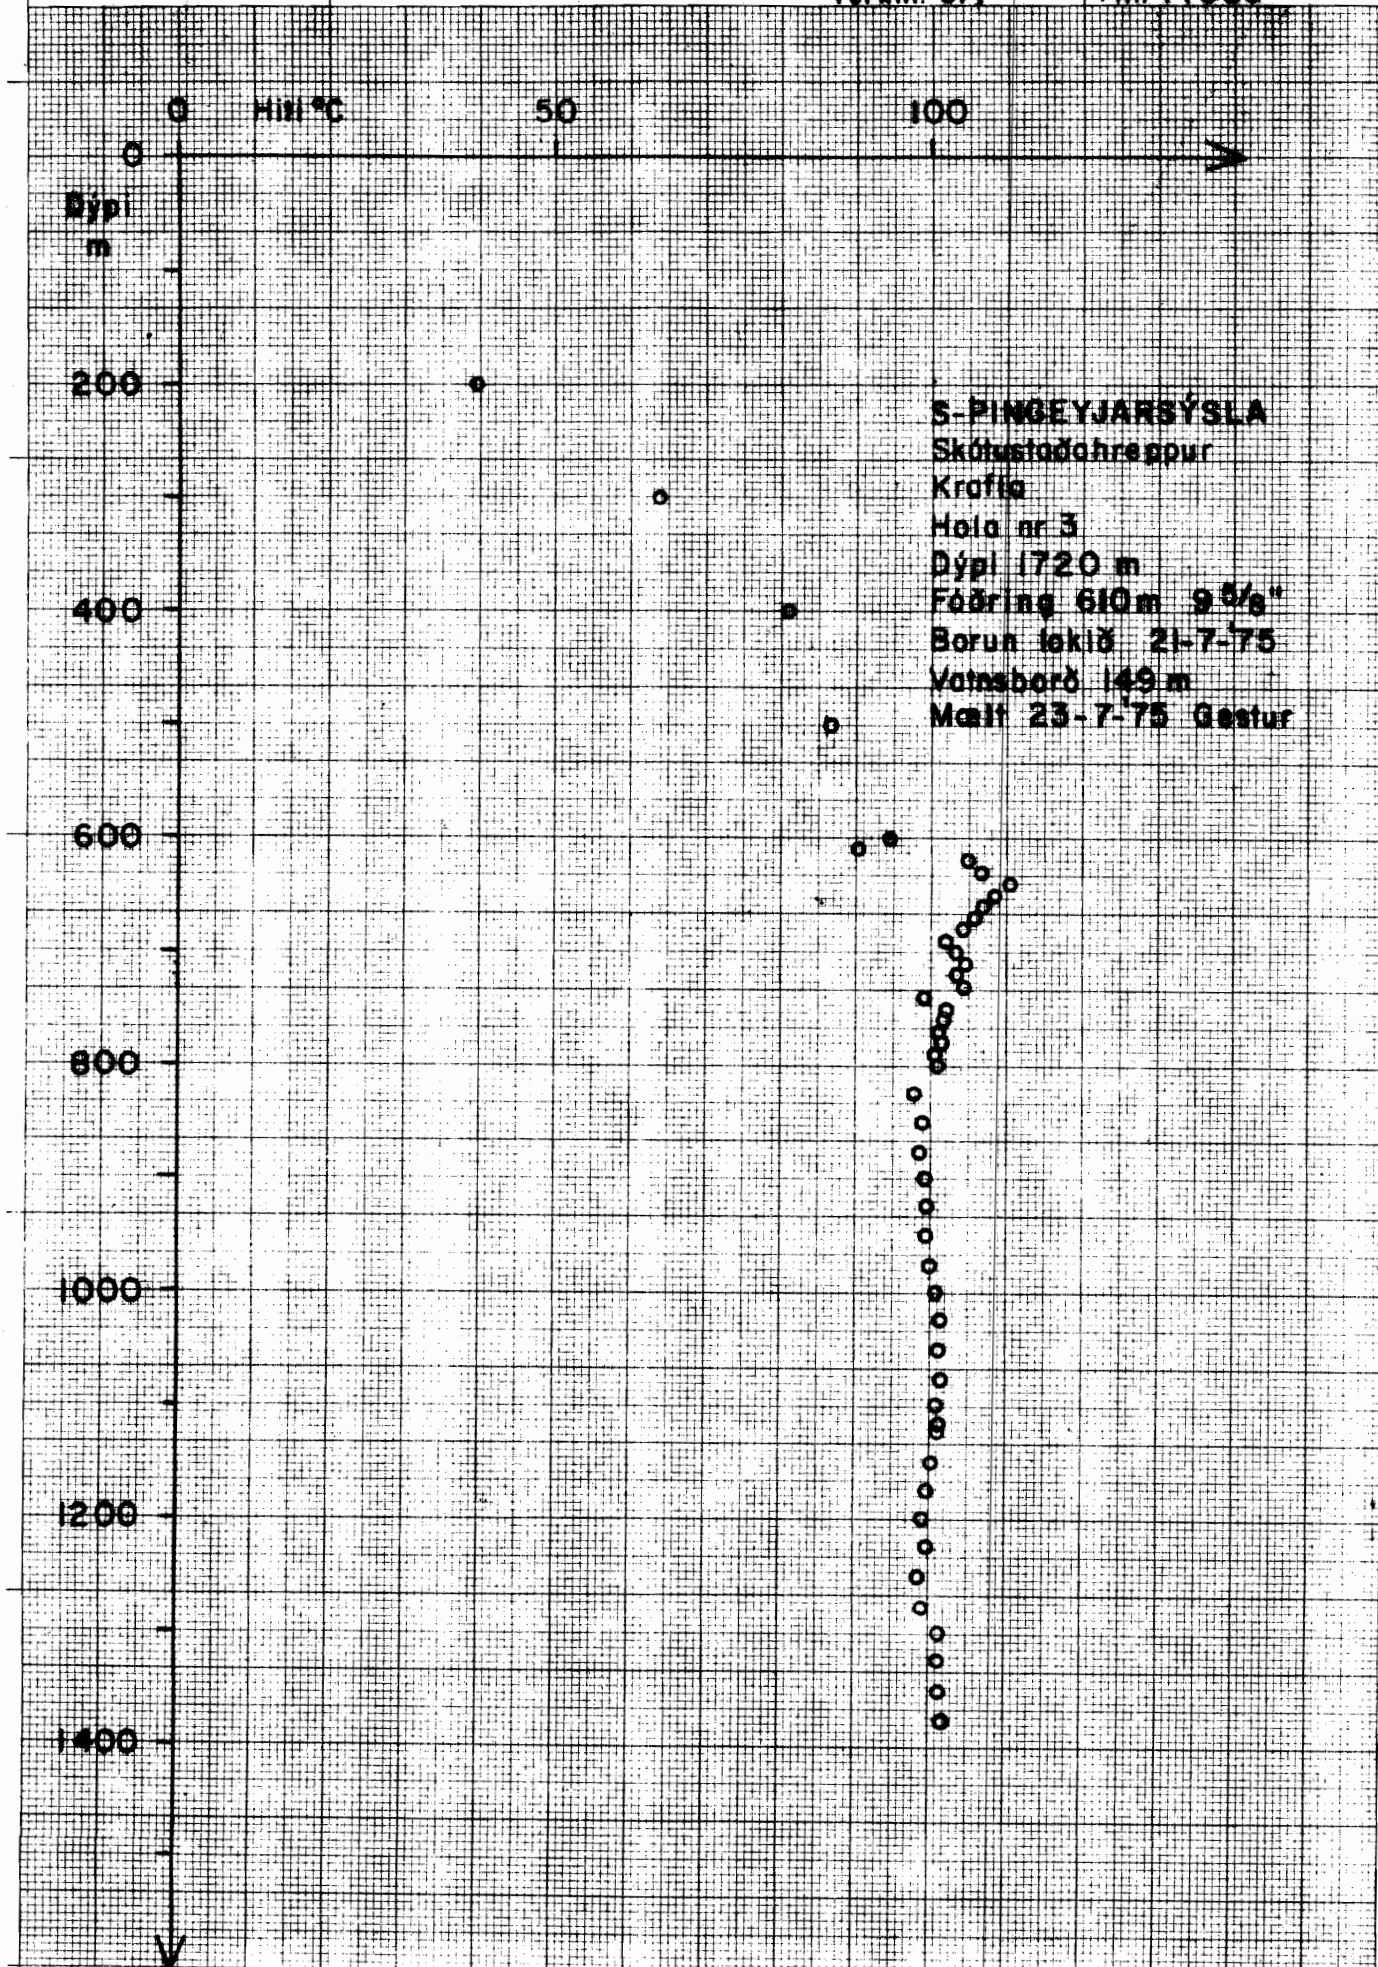 0 Hiti °C 50 100
0
Dýpi
m
200
400
600
800
1000
1200
1400
S-ÞINGEYJARSÝSLA
Skútustaðahreppur
Krafla
Hola nr 3
Dýpi 1720 m
Fóðring 610 m 9 5/8"
Borun lokið 21-7-'75
Vatnsborð 149 m
Mælt 23-7-'75 Gestur